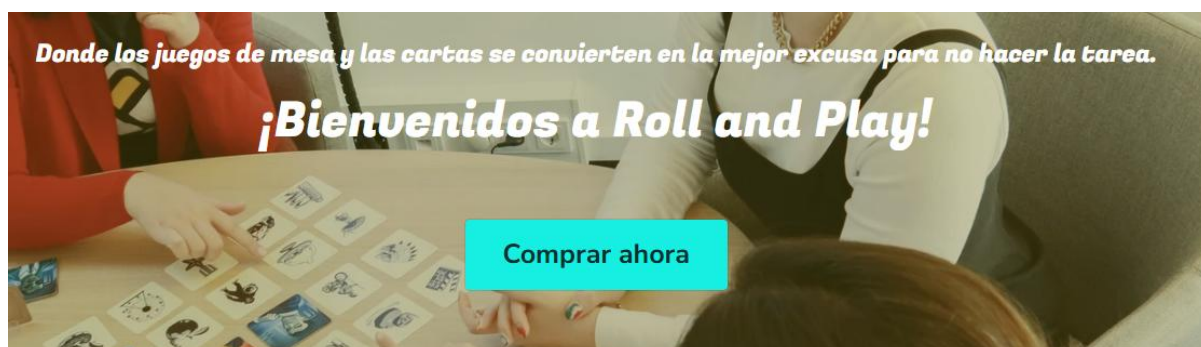 Donde los juegos de mesa y las cartas se convierten en la mejor excusa para no hacer la tarea.
¡Bienvenidos a Roll and Play!
Comprar ahora